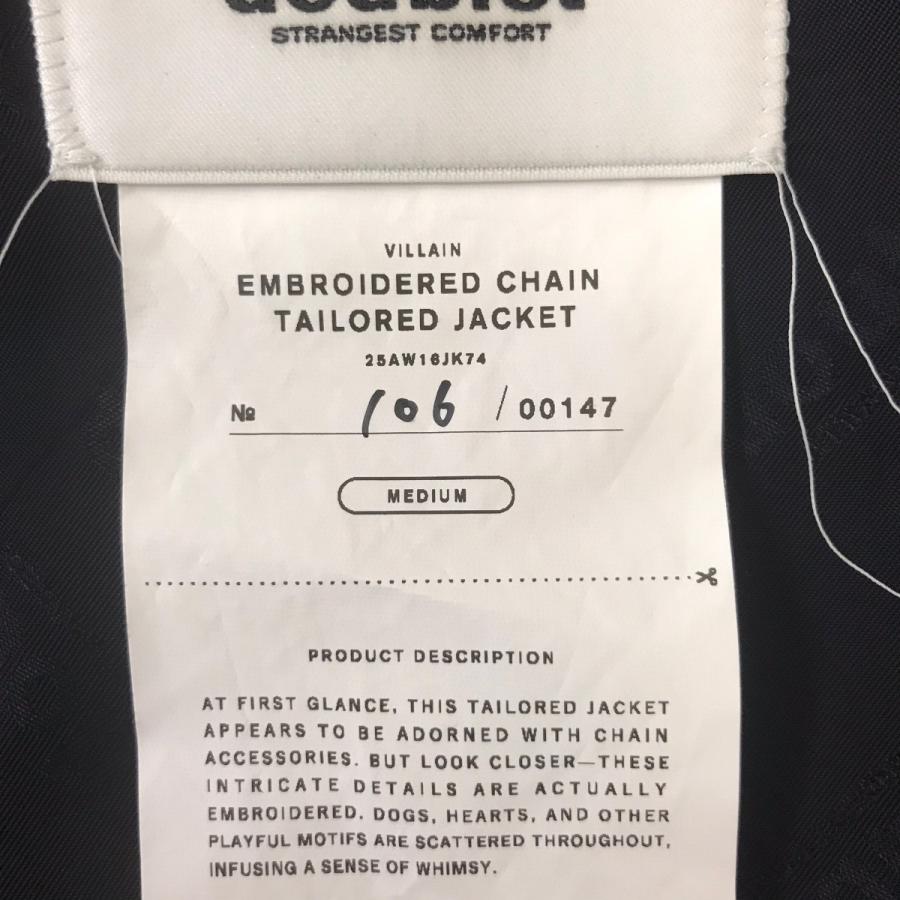 doublet
STRANGEST COMFORT
VILLAIN
EMBROIDERED CHAIN
TAILORED JACKET
25AW16JK74
№ 106 / 00147
MEDIUM
PRODUCT DESCRIPTION
AT FIRST GLANCE, THIS TAILORED JACKET
APPEARS TO BE ADORNED WITH CHAIN
ACCESSORIES. BUT LOOK CLOSER—THESE
INTRICATE DETAILS ARE ACTUALLY
EMBROIDERED. DOGS, HEARTS, AND OTHER
PLAYFUL MOTIFS ARE SCATTERED THROUGHOUT,
INFUSING A SENSE OF WHIMSY.